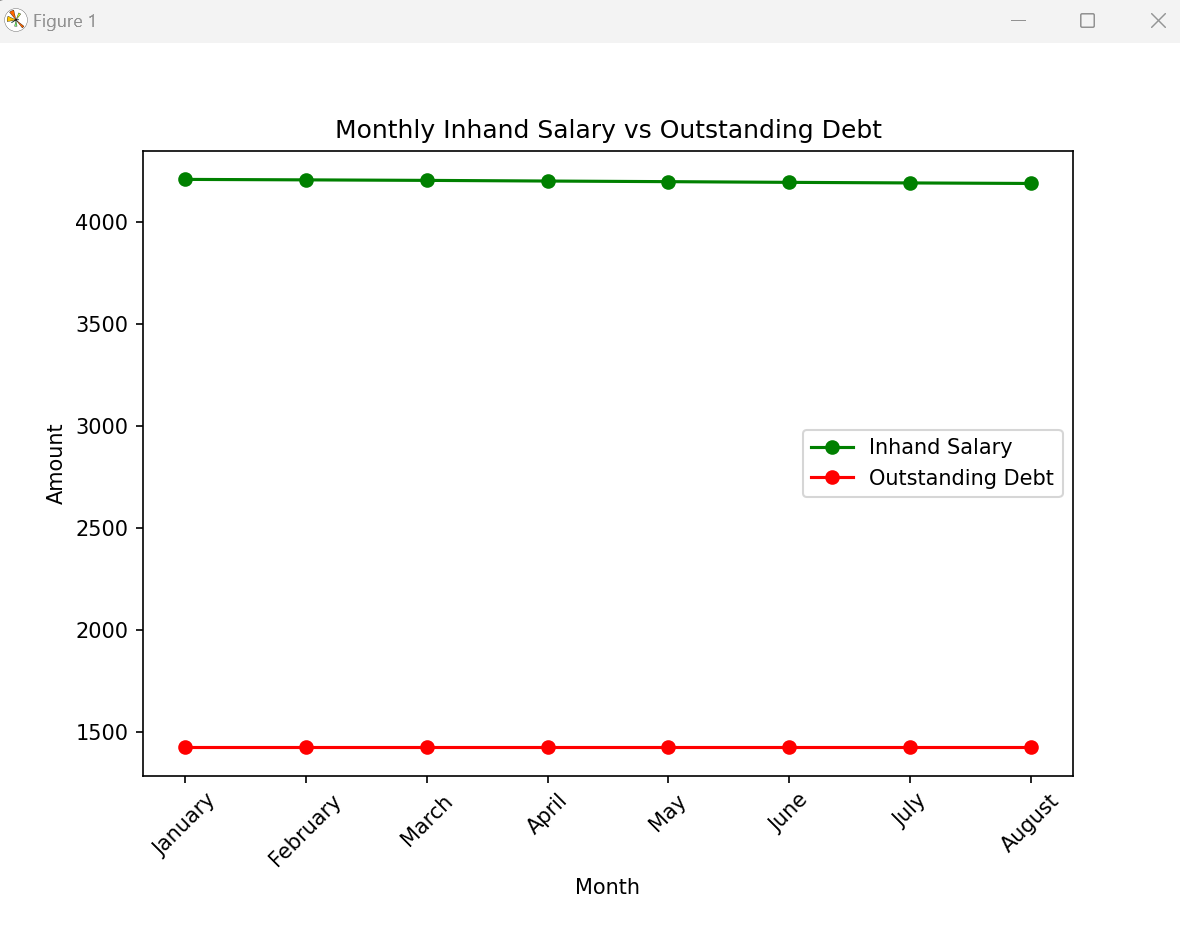 Figure 1
Monthly Inhand Salary vs Outstanding Debt
Amount
4000
3500
3000
2500
2000
1500
Inhand Salary
Outstanding Debt
January
February
March
April
May
June
July
August
Month